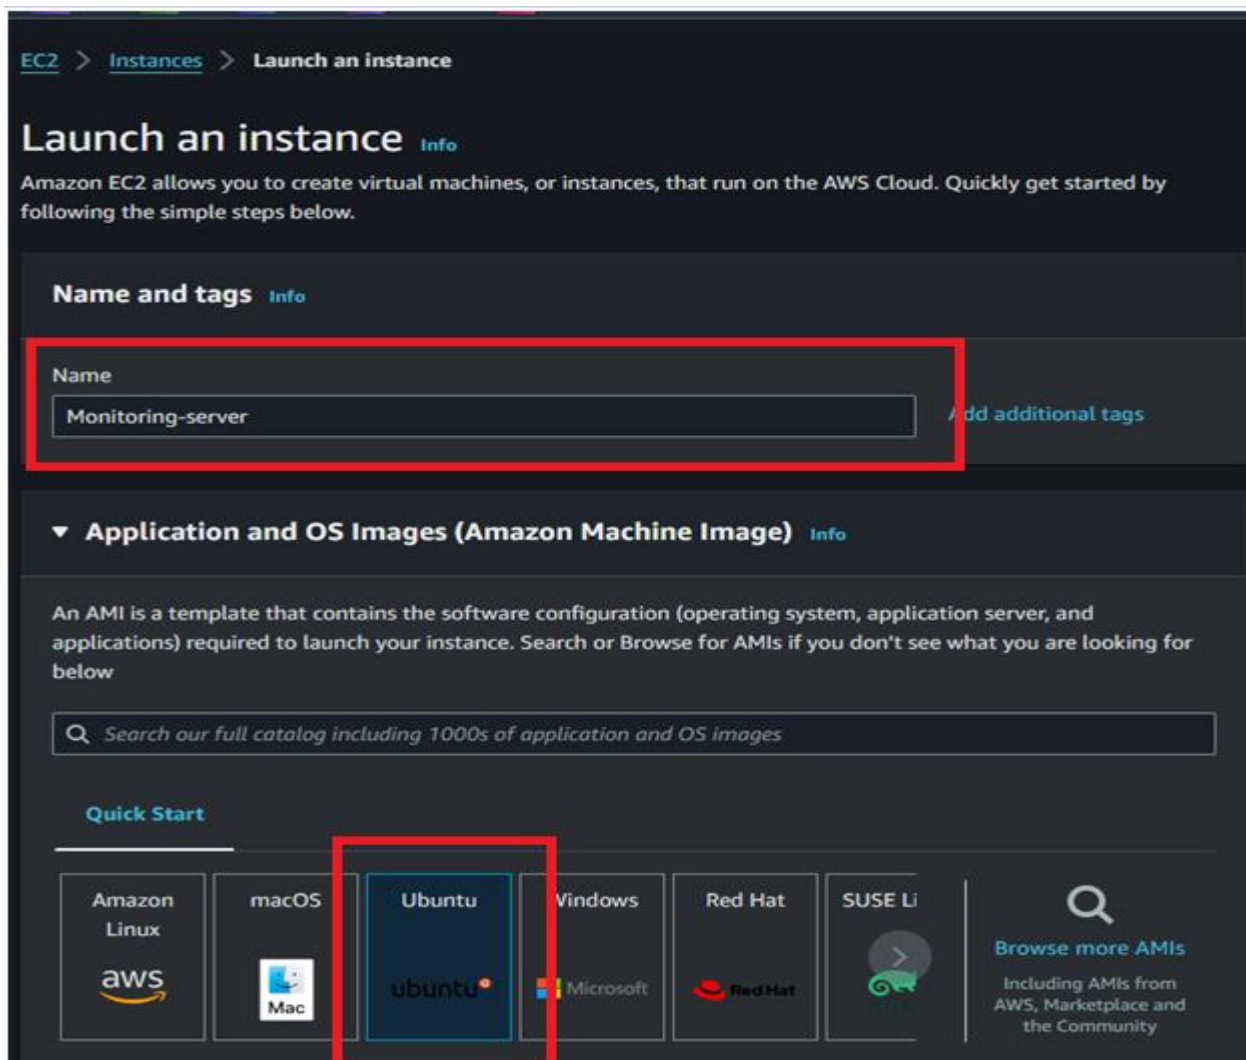 EC2 > Instances > Launch an instance
Launch an instance Info
Amazon EC2 allows you to create virtual machines, or instances, that run on the AWS Cloud. Quickly get started by
following the simple steps below.
Name and tags Info
Name
Monitoring-server
Add additional tags
Application and OS Images (Amazon Machine Image) Info
An AMI is a template that contains the software configuration (operating system, application server, and
applications) required to launch your instance. Search or Browse for AMIs if you don't see what you are looking for
below
Search our full catalog including 1000s of application and OS images
Quick Start
Amazon
Linux
aws
macOS
Mac
Ubuntu
ubuntu
Windows
Microsoft
Red Hat
Red Hat
SUSE Li
Browse more AMIs
Including AMIs from
AWS, Marketplace and
the Community